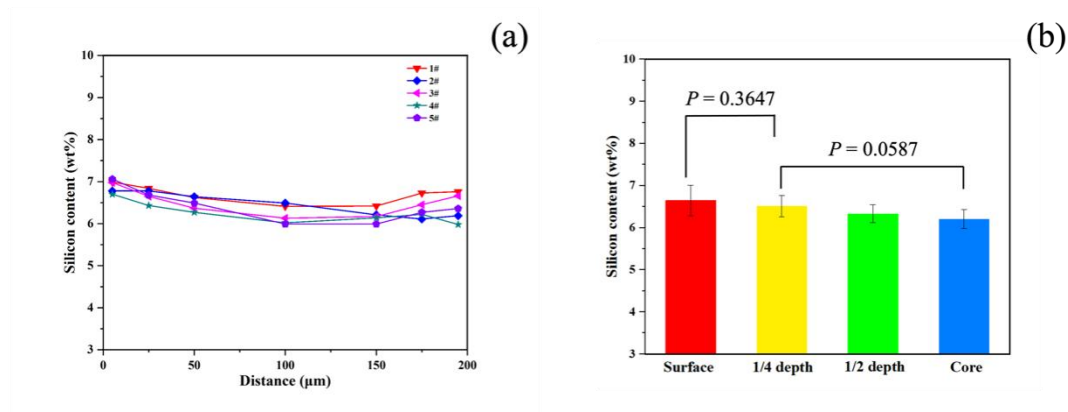 (a)
10
9
8
7
6
5
4
3
Silicon content (wt%)
1#
2#
3#
4#
5#
0 50 100 150 200
Distance (μm)
(b)
10
9
8
7
6
5
4
3
Silicon content (wt%)
P = 0.3647
P = 0.0587
Surface 1/4 depth 1/2 depth Core